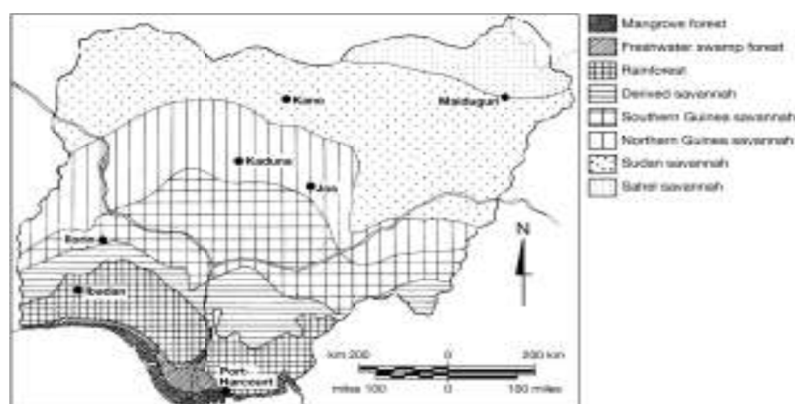 Mangrove forest
Freshwater swamp forest
Rainforest
Derived savannah
Southern Guinea savannah
Northern Guinea savannah
Sudan savannah
Sahel savannah
Kano
Maiduguri
Kaduna
Jos
Ilorin
Ibadan
Port-
Harcourt
N
km 200 0 200 km
miles 100 0 100 miles